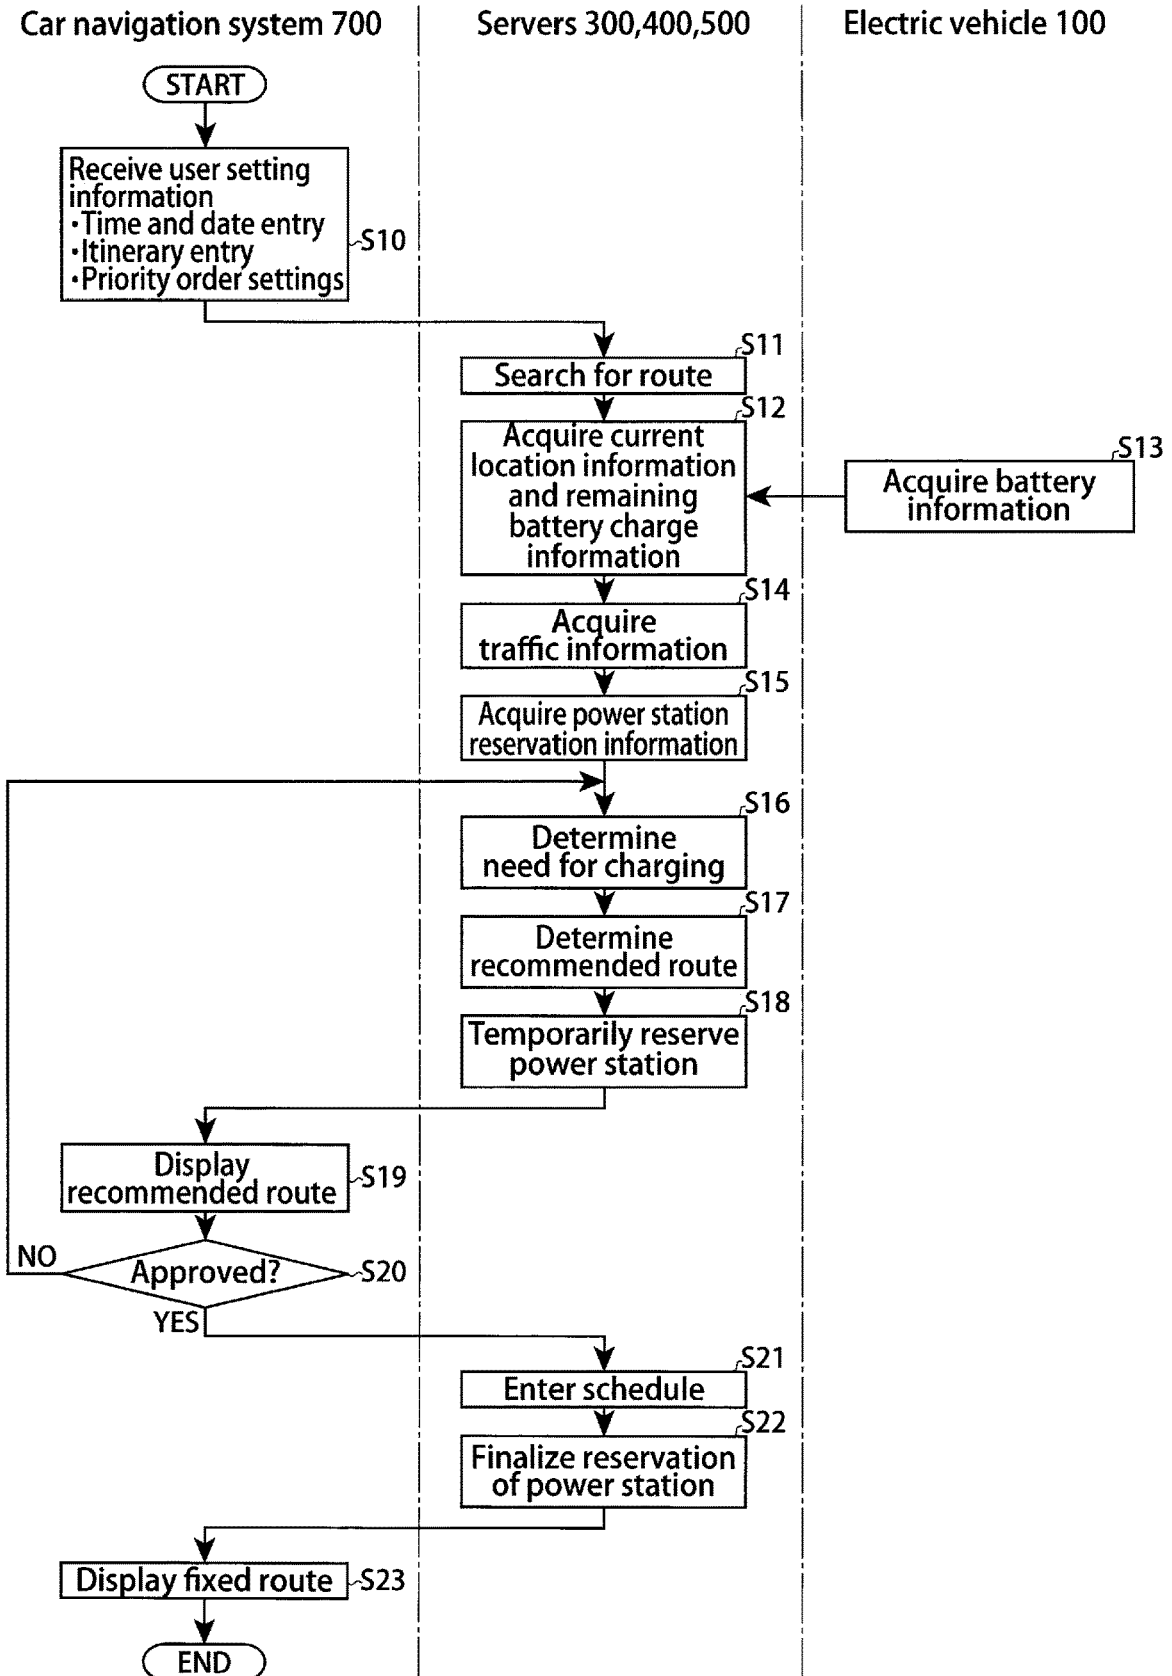 Car navigation system 700
Servers 300,400,500
Electric vehicle 100
START
Receive user setting
information
・Time and date entry
・Itinerary entry
・Priority order settings
S10
S11
Search for route
S12
Acquire current
location information
and remaining
battery charge
information
S13
Acquire battery
information
S14
Acquire
traffic information
S15
Acquire power station
reservation information
S16
Determine
need for charging
S17
Determine
recommended route
S18
Temporarily reserve
power station
Display
recommended route
S19
NO
Approved?
S20
YES
S21
Enter schedule
S22
Finalize reservation
of power station
Display fixed route
S23
END